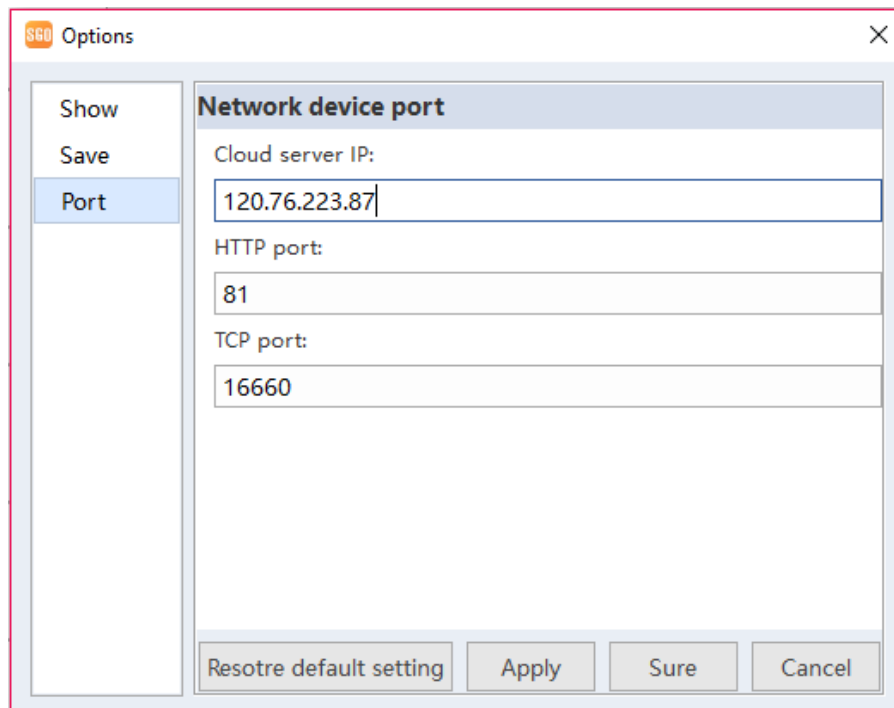 SGO Options
Show
Save
Port
Network device port
Cloud server IP:
120.76.223.87
HTTP port:
81
TCP port:
16660
Resotre default setting Apply Sure Cancel